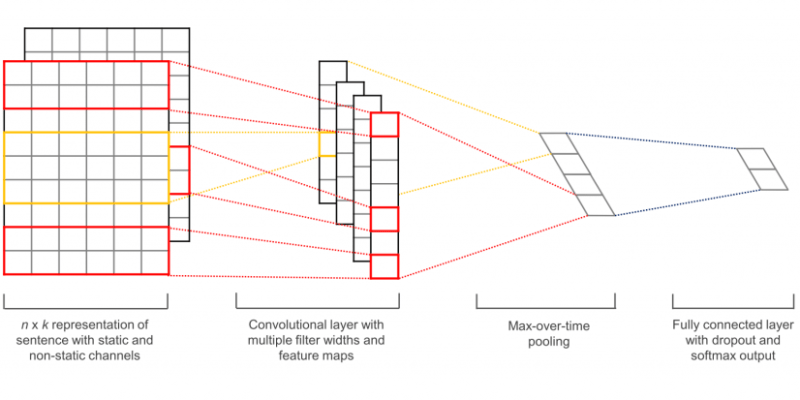 n x k representation of
sentence with static and
non-static channels
Convolutional layer with
multiple filter widths and
feature maps
Max-over-time
pooling
Fully connected layer
with dropout and
softmax output